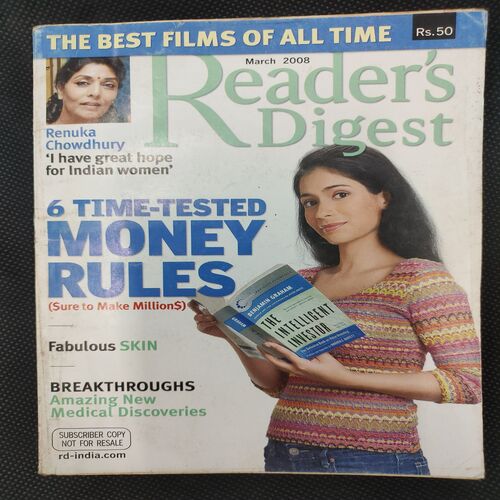 THE BEST FILMS OF ALL TIME
Rs.50
March 2008
Reader's
Digest
Renuka
Chowdhury
'I have great hope
for Indian women'
6 TIME-TESTED
MONEY
RULES
(Sure to Make Million$)
BENJAMIN GRAHAM
GRAHAM
THE
INTELLIGENT
INVESTOR
Fabulous SKIN
BREAKTHROUGHS
Amazing New
Medical Discoveries
SUBSCRIBER COPY
NOT FOR RESALE
rd-india.com